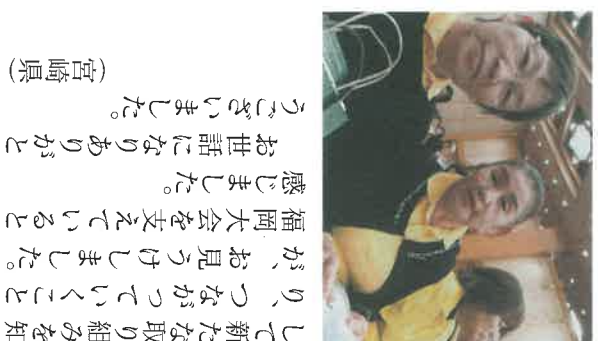 して新たな取り組みを知
り、つながっていくこと
が、お見うけしました。
福岡大会を支えていると
感じました。
お世話になりありがと
うございました。
（宮崎県）